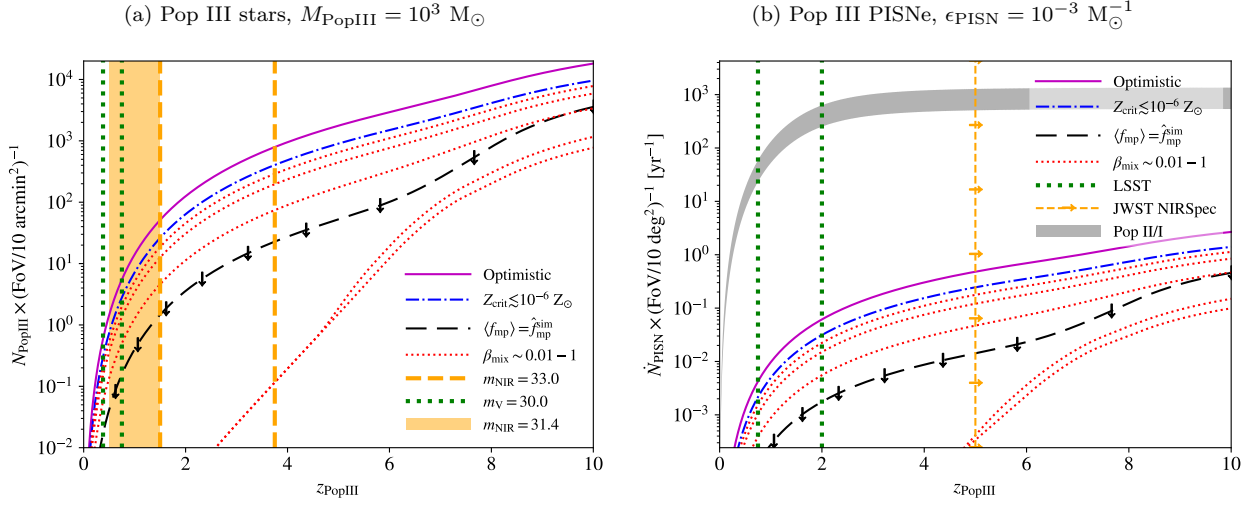 (a) Pop III stars, M_PopIII = 10^3 M_⊙
10^4
10^3
10^2
10^1
10^0
10^-1
10^-2
N_PopIII × (FoV/10 arcmin^2)^-1
Optimistic
Z_crit ≲ 10^-6 Z_⊙
⟨f_mp⟩ = f̂_mp^sim
β_mix ~ 0.01 − 1
m_NIR = 33.0
m_V = 30.0
m_NIR = 31.4
0 2 4 6 8 10
z_PopIII
(b) Pop III PISNe, ϵ_PISN = 10^-3 M_⊙^-1
10^3
10^2
10^1
10^0
10^-1
10^-2
10^-3
Ṅ_PISN × (FoV/10 deg^2)^-1 [yr^-1]
Optimistic
Z_crit ≲ 10^-6 Z_⊙
⟨f_mp⟩ = f̂_mp^sim
β_mix ~ 0.01 − 1
LSST
JWST NIRSpec
Pop II/I
0 2 4 6 8 10
z_PopIII